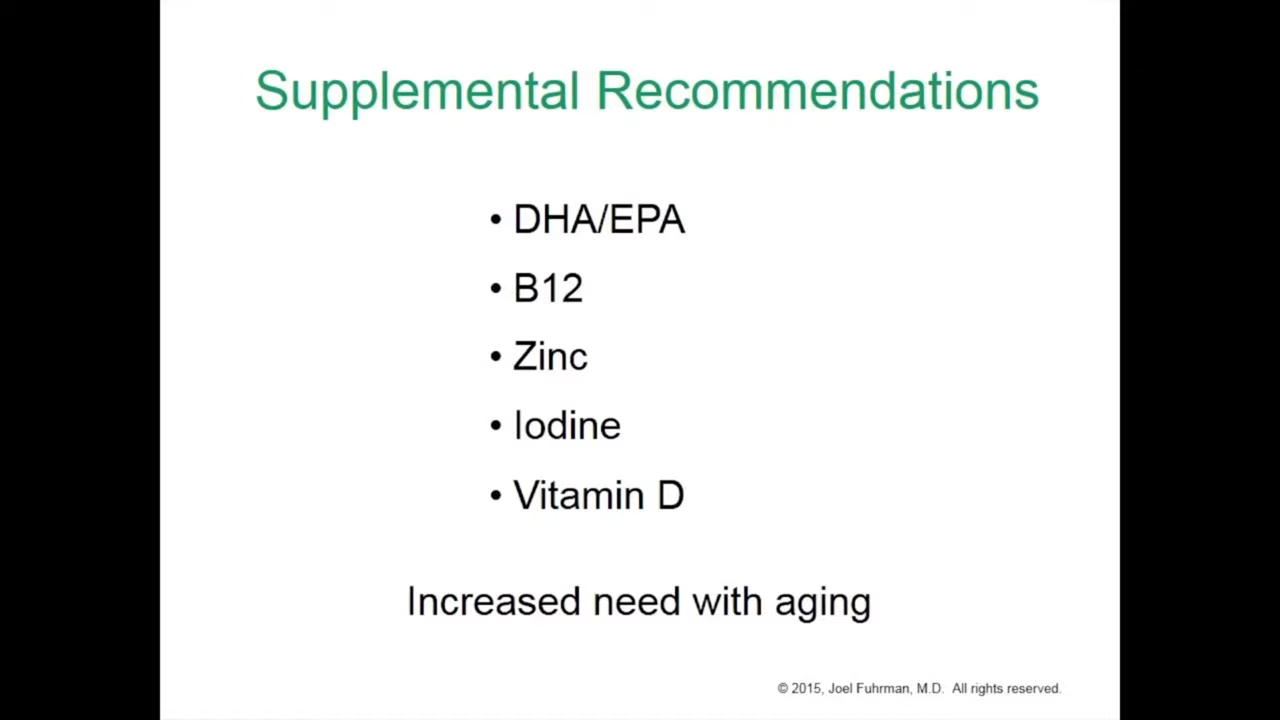 Supplemental Recommendations
• DHA/EPA
• B12
• Zinc
• Iodine
• Vitamin D
Increased need with aging
© 2015, Joel Fuhrman, M.D. All rights reserved.